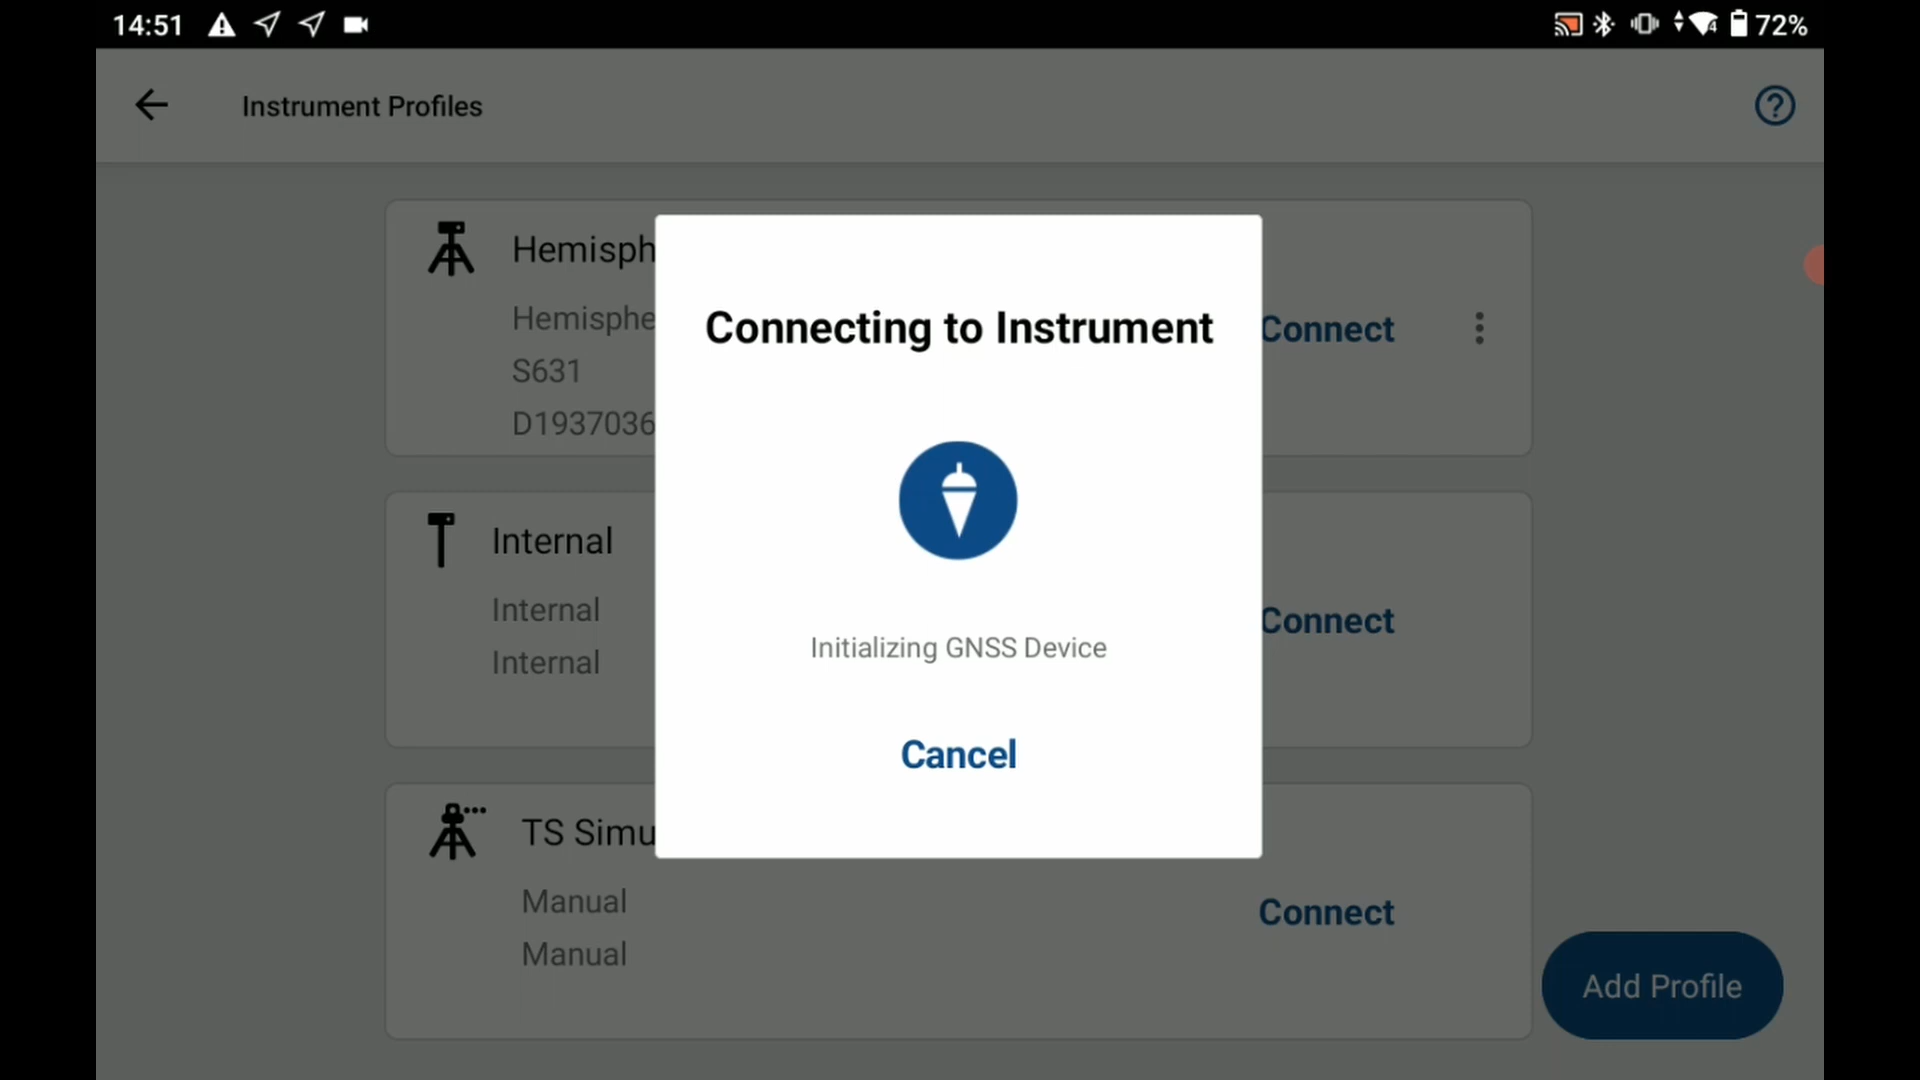 14:51
72%
Instrument Profiles
Hemisph
Hemisphe
S631
D1937036
Connect
Connecting to Instrument
Initializing GNSS Device
Cancel
Internal
Internal
Internal
Connect
TS Simu
Manual
Manual
Connect
Add Profile